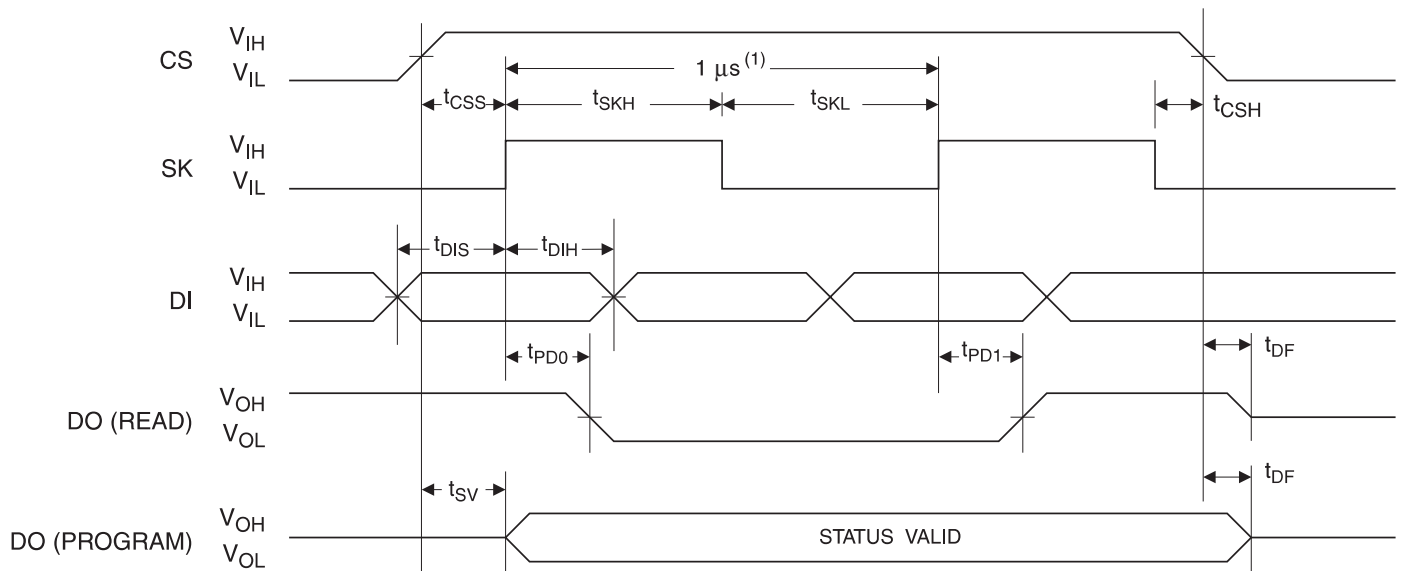 CS
V_IH
V_IL
1 μs (1)
t_CSS
t_SKH
t_SKL
t_CSH
SK
V_IH
V_IL
t_DIS
t_DIH
DI
V_IH
V_IL
t_PD0
t_PD1
t_DF
DO (READ)
V_OH
V_OL
t_SV
t_DF
DO (PROGRAM)
V_OH
V_OL
STATUS VALID